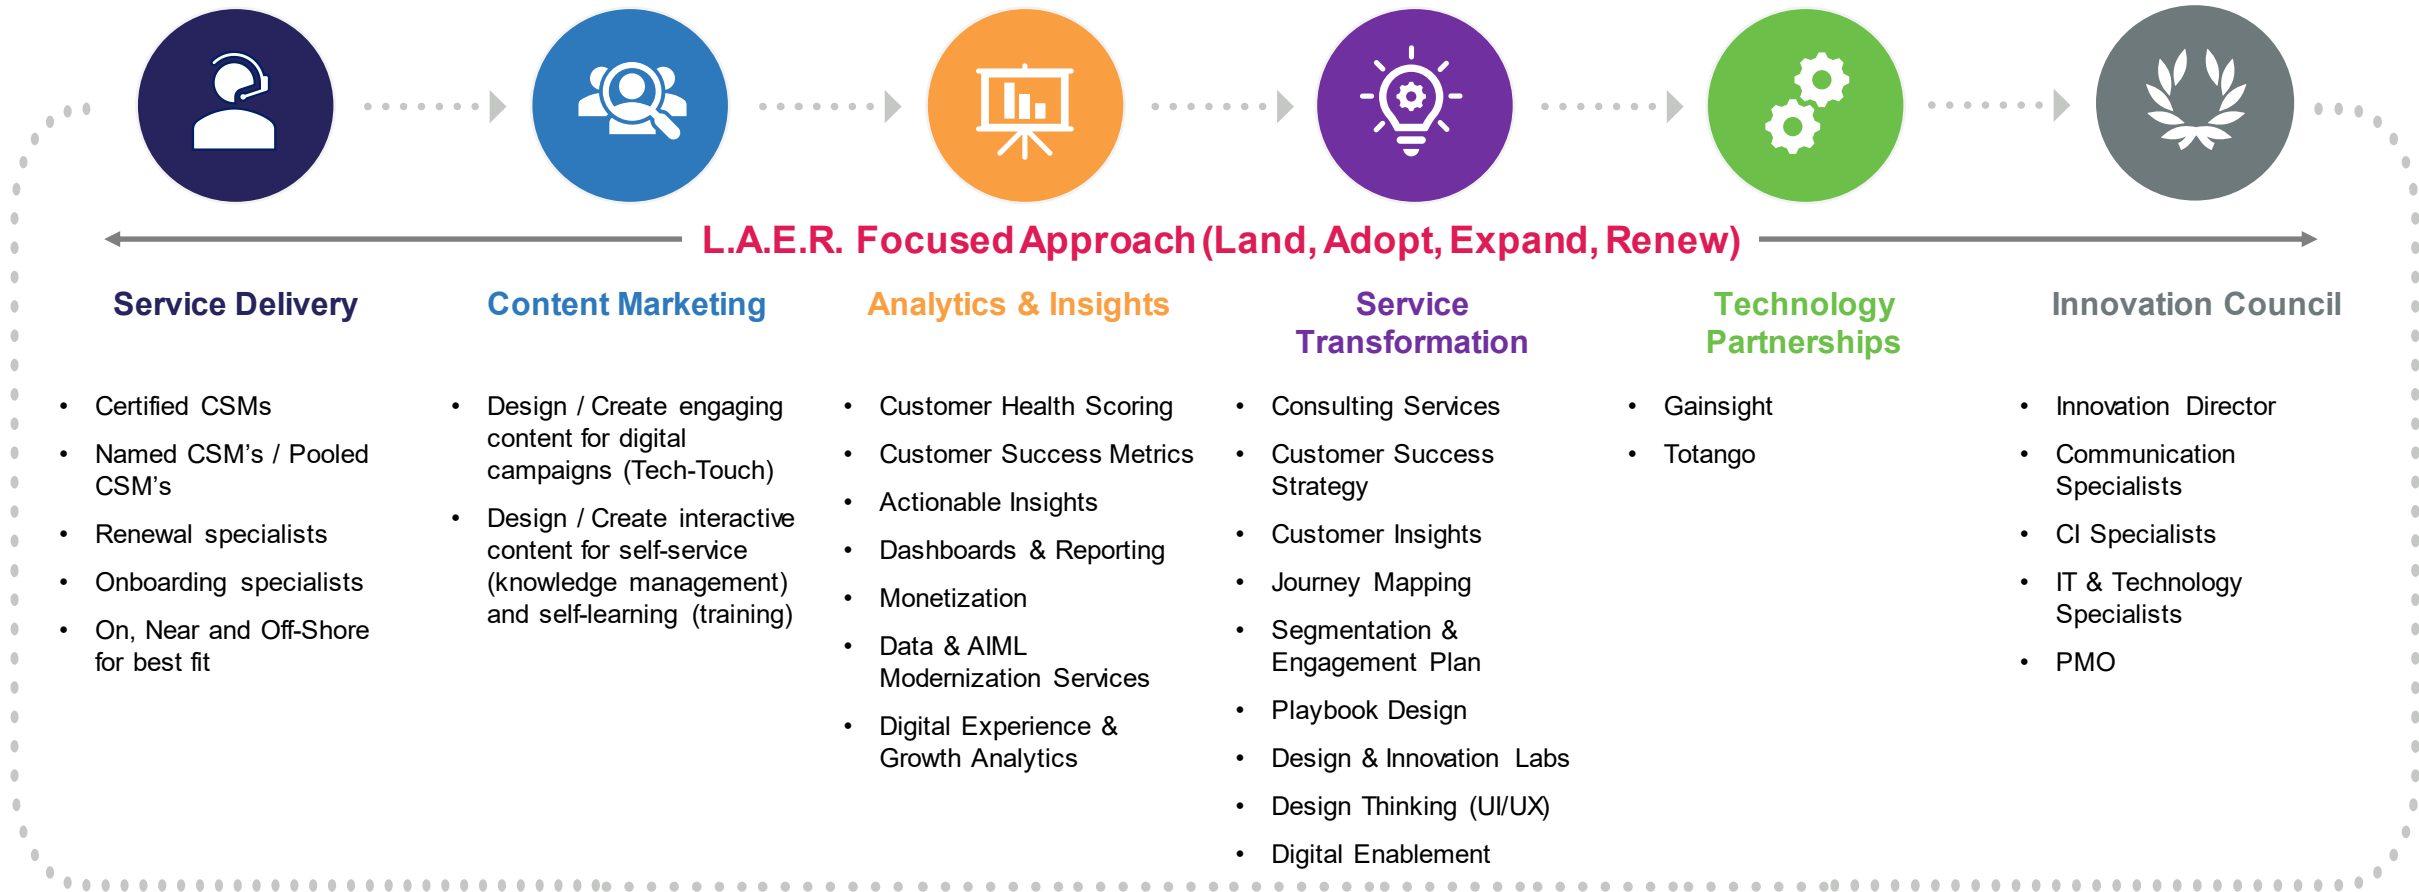 L.A.E.R. Focused Approach (Land, Adopt, Expand, Renew)
Service Delivery
• Certified CSMs
• Named CSM’s / Pooled
CSM’s
• Renewal specialists
• Onboarding specialists
• On, Near and Off-Shore
for best fit
Content Marketing
• Design / Create engaging
content for digital
campaigns (Tech-Touch)
• Design / Create interactive
content for self-service
(knowledge management)
and self-learning (training)
Analytics & Insights
• Customer Health Scoring
• Customer Success Metrics
• Actionable Insights
• Dashboards & Reporting
• Monetization
• Data & AIML
Modernization Services
• Digital Experience &
Growth Analytics
Service
Transformation
• Consulting Services
• Customer Success
Strategy
• Customer Insights
• Journey Mapping
• Segmentation &
Engagement Plan
• Playbook Design
• Design & Innovation Labs
• Design Thinking (UI/UX)
• Digital Enablement
Technology
Partnerships
• Gainsight
• Totango
Innovation Council
• Innovation Director
• Communication
Specialists
• CI Specialists
• IT & Technology
Specialists
• PMO